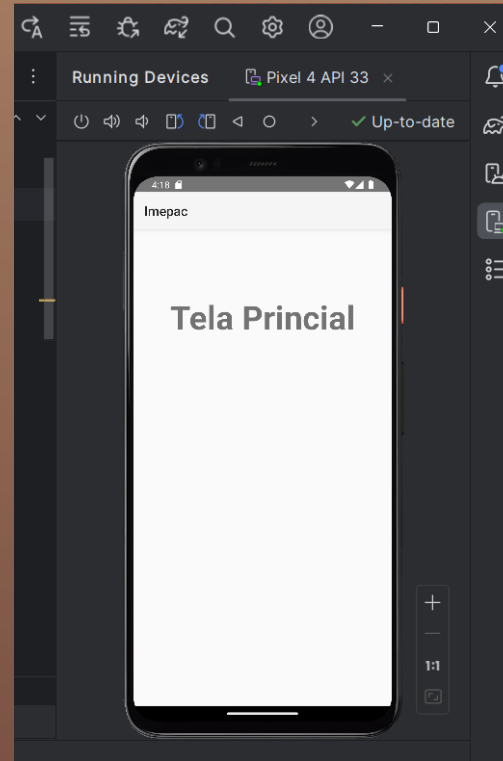 Running Devices
Pixel 4 API 33
Up-to-date
4:18
Imepac
Tela Princial
1:1